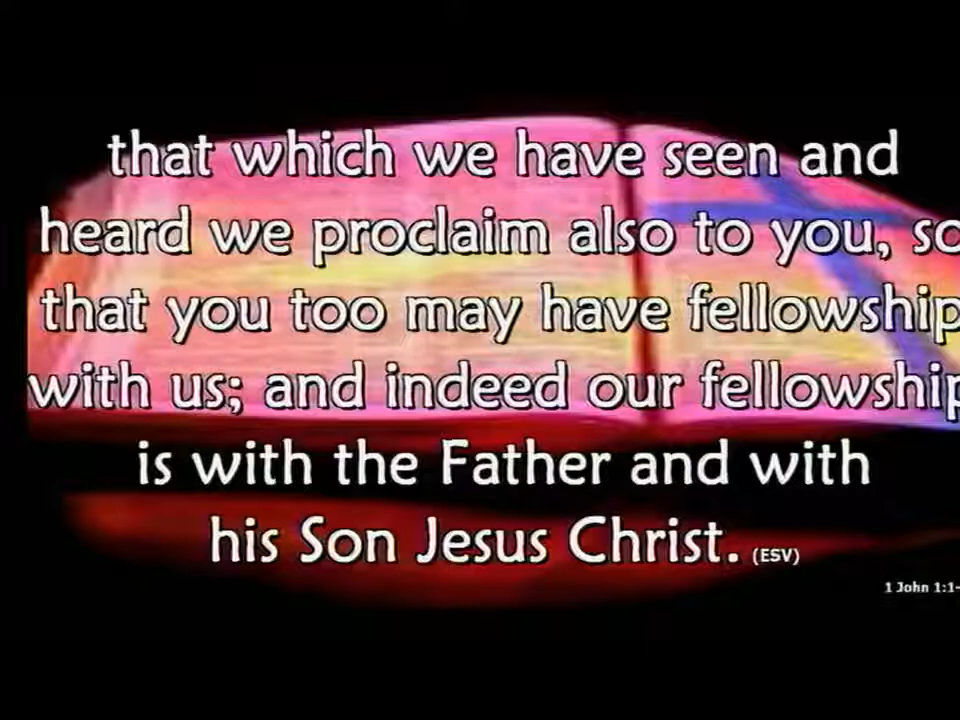 that which we have seen and
heard we proclaim also to you, so
that you too may have fellowship
with us; and indeed our fellowship
is with the Father and with
his Son Jesus Christ. (ESV)
1 John 1:1-